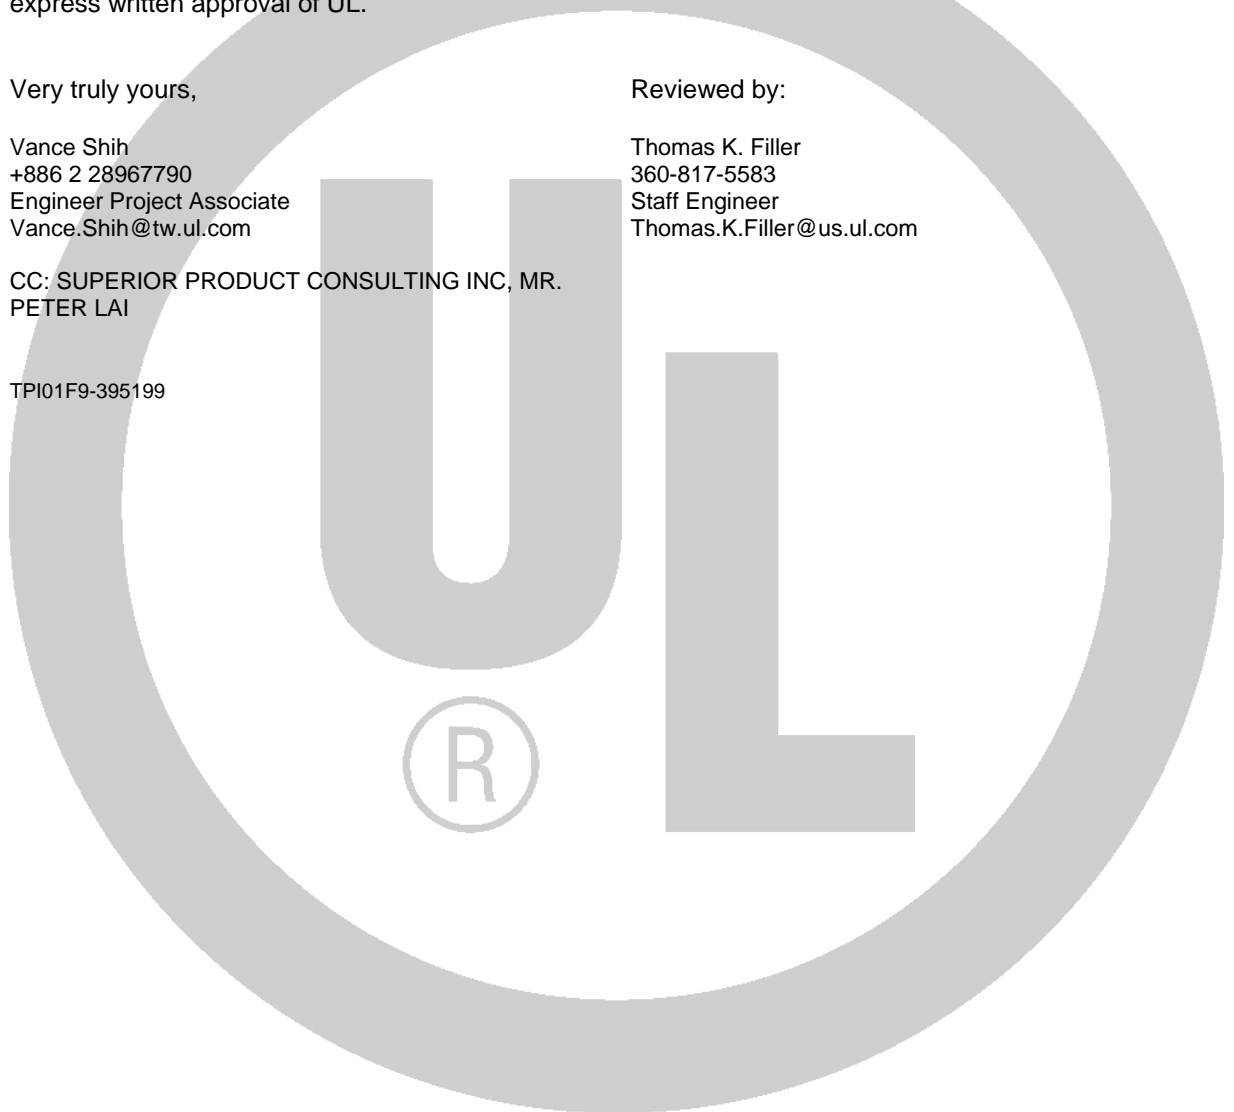 express written approval of UL.
Very truly yours,
Vance Shih
+886 2 28967790
Engineer Project Associate
Vance.Shih@tw.ul.com
CC: SUPERIOR PRODUCT CONSULTING INC, MR.
PETER LAI
Reviewed by:
Thomas K. Filler
360-817-5583
Staff Engineer
Thomas.K.Filler@us.ul.com
TPI01F9-395199
UL
®